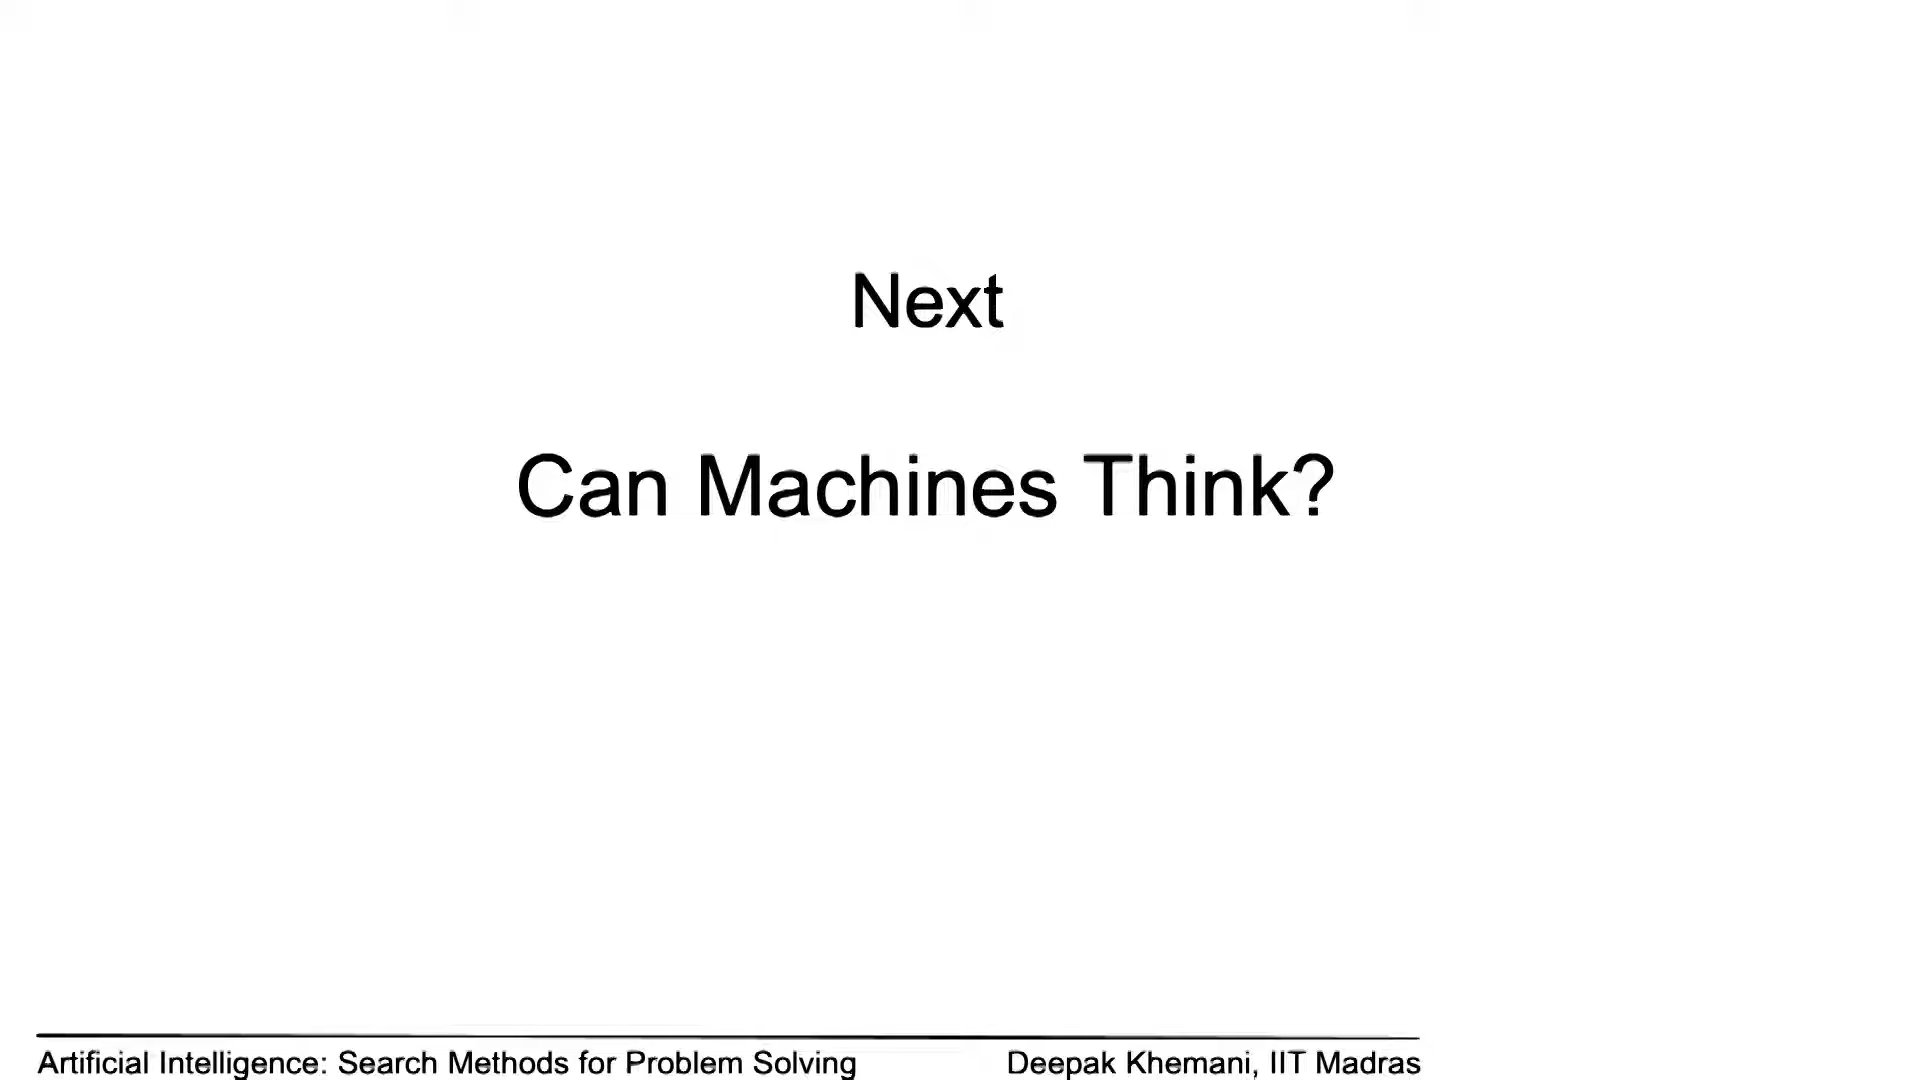 Next
Can Machines Think?
Artificial Intelligence: Search Methods for Problem Solving
Deepak Khemani, IIT Madras